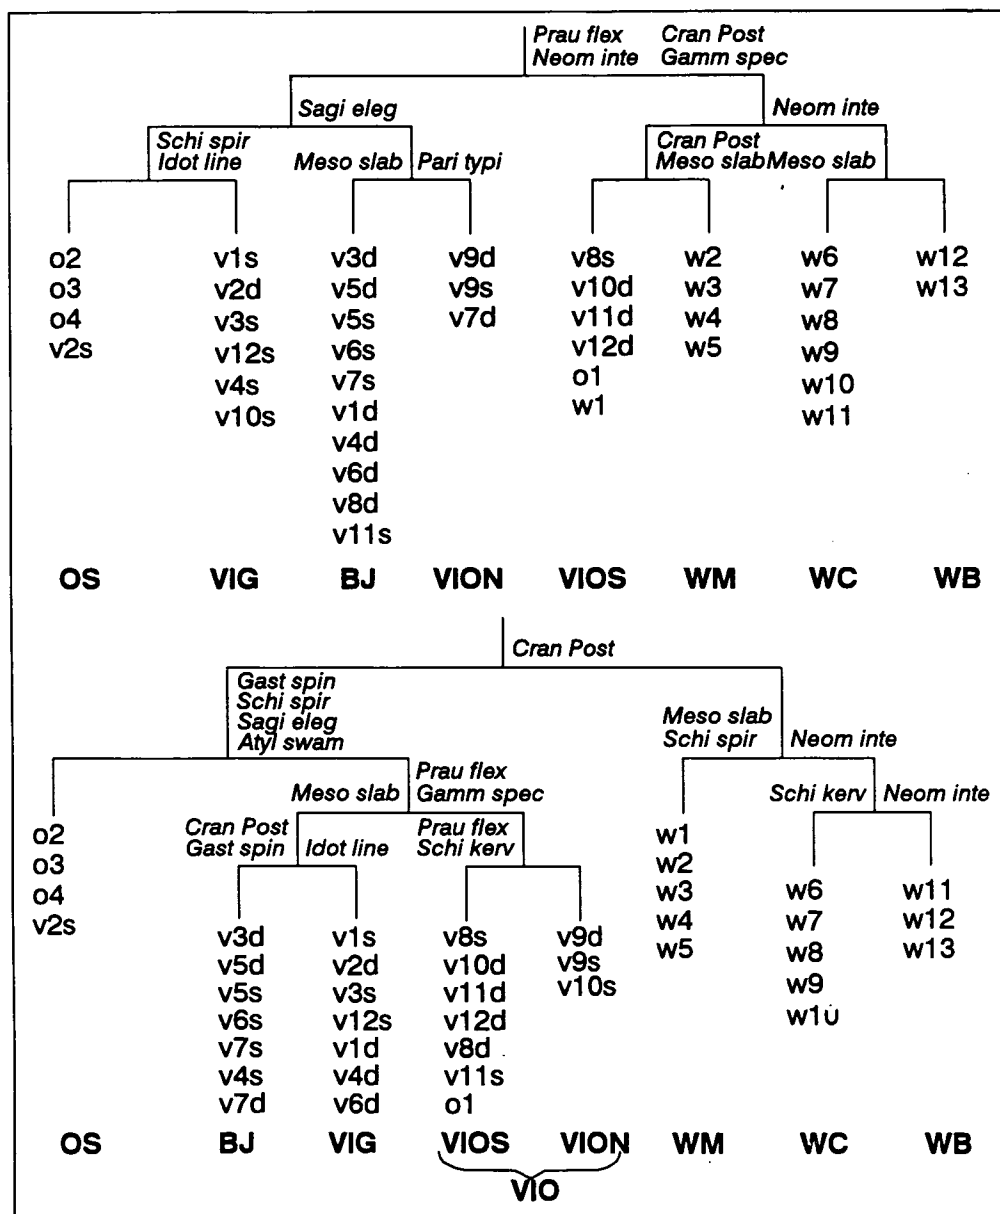 Prau flex Cran Post
Neom inte Gamm spec
Sagi eleg Neom inte
Schi spir Cran Post
Idot line Meso slab Pari typi Meso slab Meso slab
o2 v1s v3d v9d v8s w2 w6 w12
o3 v2d v5d v9s v10d w3 w7 w13
o4 v3s v5s v7d v11d w4 w8
v2s v12s v6s v12d w5 w9
v4s v7s o1 w10
v10s v1d w1 w11
v4d
v6d
v8d
v11s
OS VIG BJ VION VIOS WM WC WB
Cran Post
Gast spin
Schi spir Meso slab
Sagi eleg Schi spir Neom inte
Atyl swam
Prau flex
Meso slab Gamm spec Schi kerv Neom inte
Cran Post Prau flex
Gast spin Idot line Schi kerv
o2 w1
o3 w2
o4 w3 w6 w11
v2s w4 w7 w12
v3d v1s v8s v9d w5 w8 w13
v5d v2d v10d v9s w9
v5s v3s v11d v10s w10
v6s v12s v12d
v7s v1d v8d
v4s v4d v11s
v7d v6d o1
OS BJ VIG VIOS VION WM WC WB
VIO